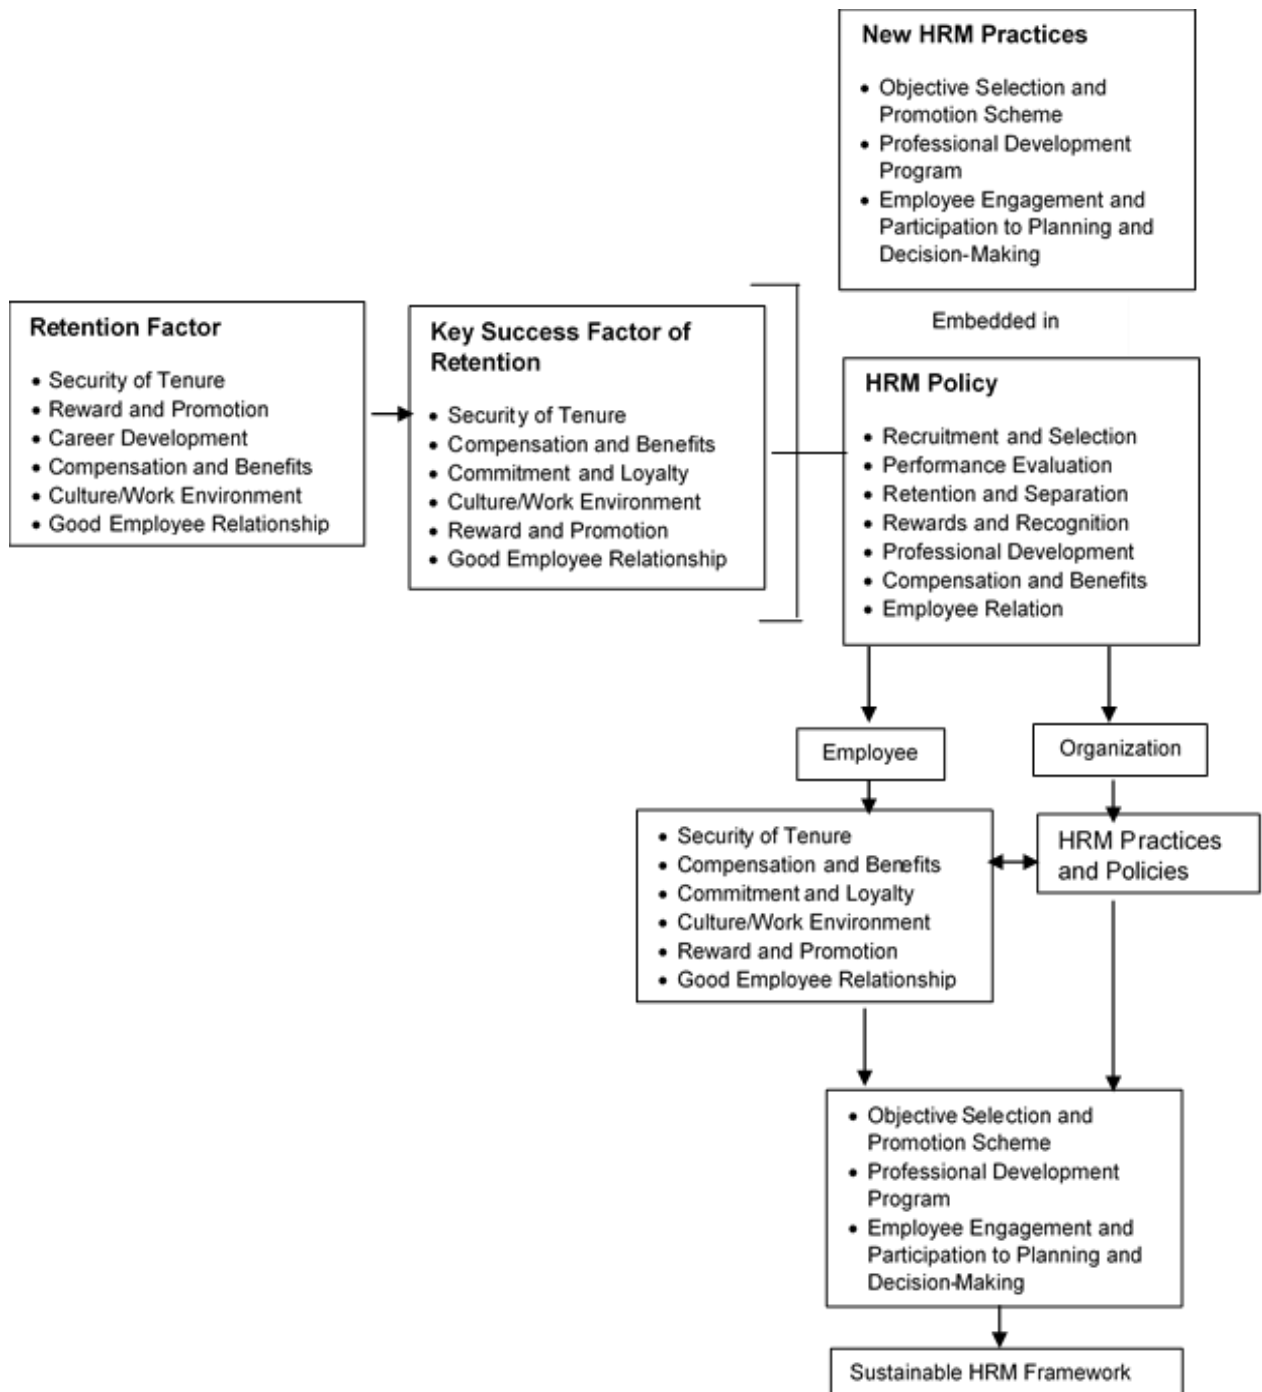 New HRM Practices
• Objective Selection and
Promotion Scheme
• Professional Development
Program
• Employee Engagement and
Participation to Planning and
Decision-Making
Embedded in
Retention Factor
• Security of Tenure
• Reward and Promotion
• Career Development
• Compensation and Benefits
• Culture/Work Environment
• Good Employee Relationship
Key Success Factor of
Retention
• Security of Tenure
• Compensation and Benefits
• Commitment and Loyalty
• Culture/Work Environment
• Reward and Promotion
• Good Employee Relationship
HRM Policy
• Recruitment and Selection
• Performance Evaluation
• Retention and Separation
• Rewards and Recognition
• Professional Development
• Compensation and Benefits
• Employee Relation
Employee
Organization
• Security of Tenure
• Compensation and Benefits
• Commitment and Loyalty
• Culture/Work Environment
• Reward and Promotion
• Good Employee Relationship
HRM Practices
and Policies
• Objective Selection and
Promotion Scheme
• Professional Development
Program
• Employee Engagement and
Participation to Planning and
Decision-Making
Sustainable HRM Framework